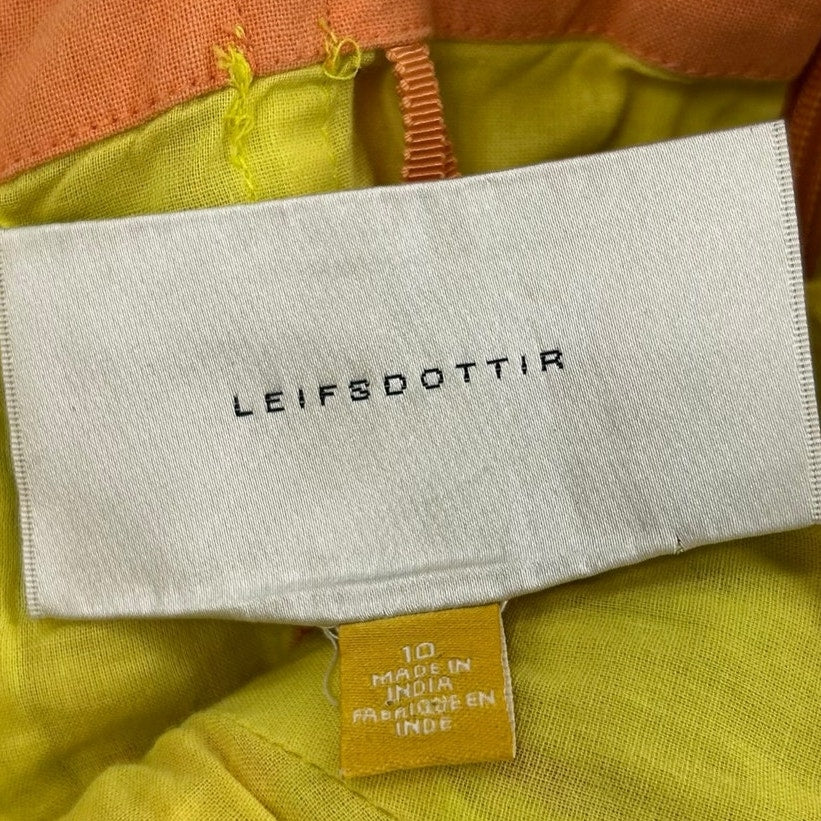 LEIFSDOTTIR
10
MADE IN
INDIA
FABRIQUE EN
INDE